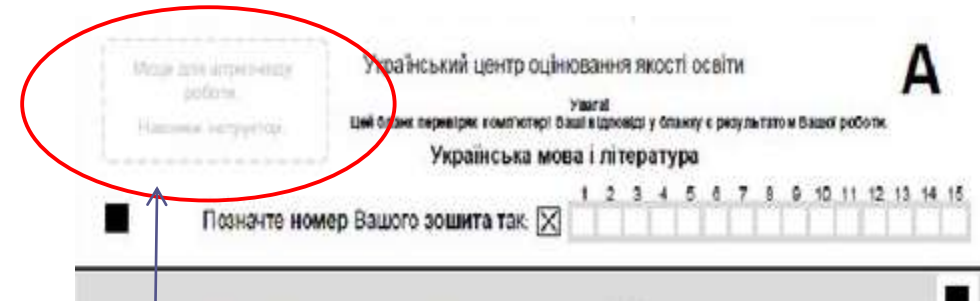 Місце для штрихкоду
роботи.
Наклеює інструктор.
Український центр оцінювання якості освіти
А
Увага!
Цей бланк перевіряє комп'ютер! Ваші відповіді у бланку є результатом Вашої роботи.
Українська мова і література
1 2 3 4 5 6 7 8 9 10 11 12 13 14 15
Позначте номер Вашого зошита так: